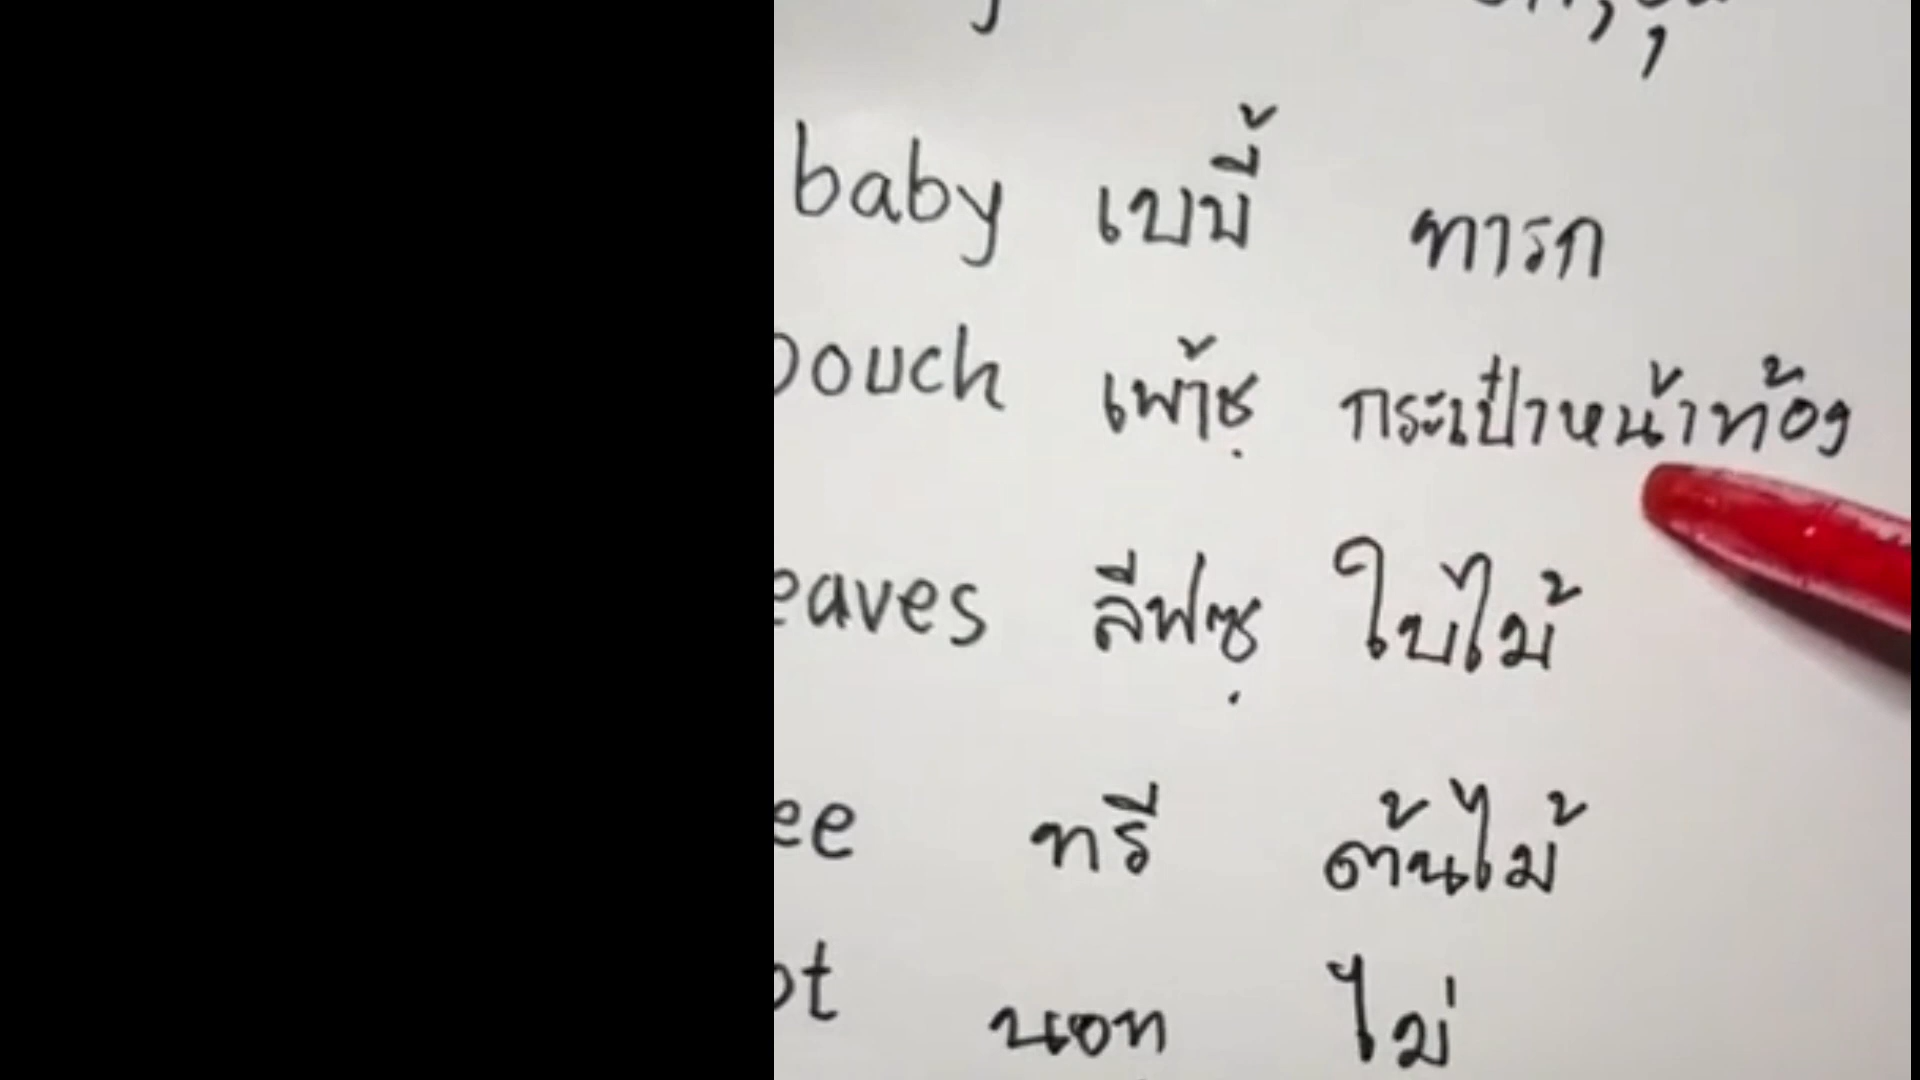 baby เบบี้ ทารก
pouch เพ้าชฺ กระเป๋าหน้าท้อง
eaves ลีฟซฺ ใบไม้
ee ทรี ต้นไม้
ot นอท ไม่